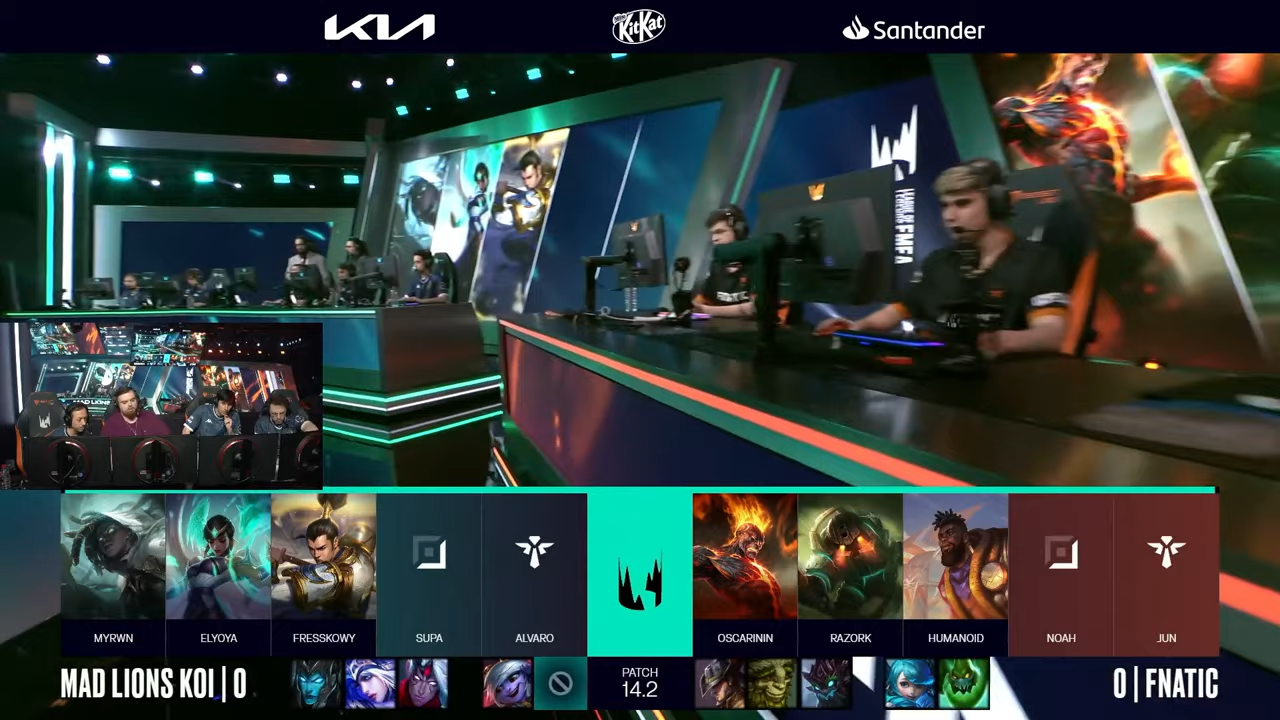 KIA
Nestlé
KitKat
Santander
MYRWN
ELYOYA
FRESSKOWY
SUPA
ALVARO
OSCARININ
RAZORK
HUMANOID
NOAH
JUN
MAD LIONS KOI | 0
PATCH
14.2
0 | FNATIC